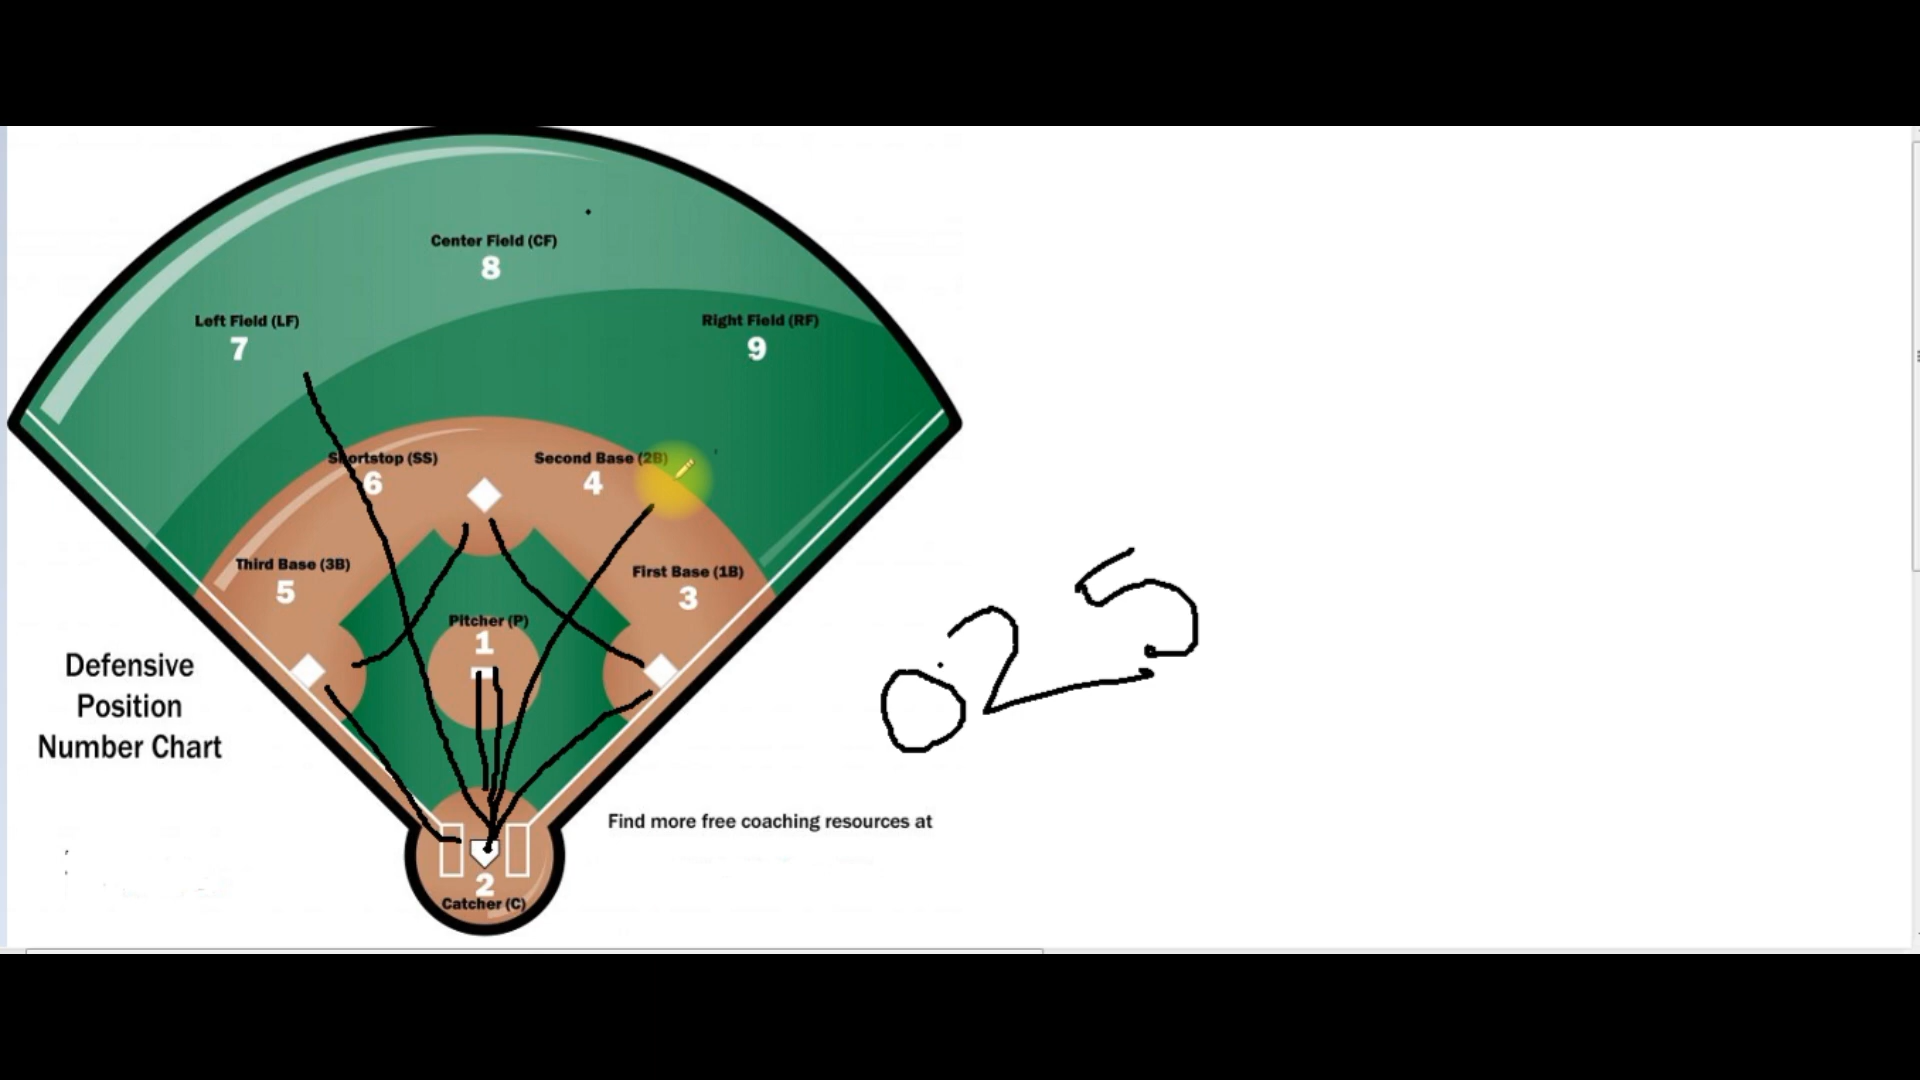 Center Field (CF)
8
Left Field (LF)
7
Right Field (RF)
9
Shortstop (SS)
6
Second Base (2B)
4
Third Base (3B)
5
First Base (1B)
3
Pitcher (P)
1
Defensive
Position
Number Chart
025
Find more free coaching resources at
2
Catcher (C)